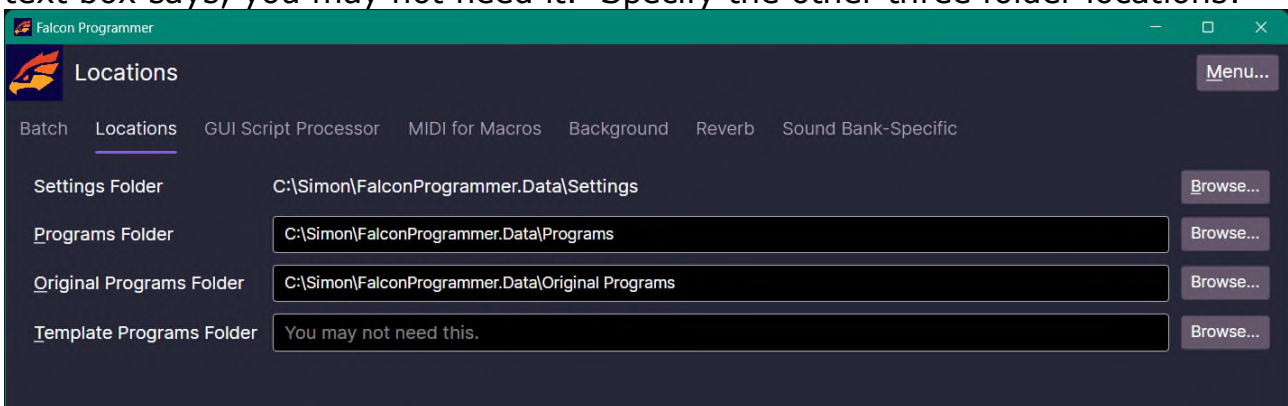 text box says, you may not need it. Specify the other three folder locations.
Falcon Programmer
Locations
Menu...
Batch Locations GUI Script Processor MIDI for Macros Background Reverb Sound Bank-Specific
Settings Folder C:\Simon\FalconProgrammer.Data\Settings Browse...
Programs Folder C:\Simon\FalconProgrammer.Data\Programs Browse...
Original Programs Folder C:\Simon\FalconProgrammer.Data\Original Programs Browse...
Template Programs Folder You may not need this. Browse...